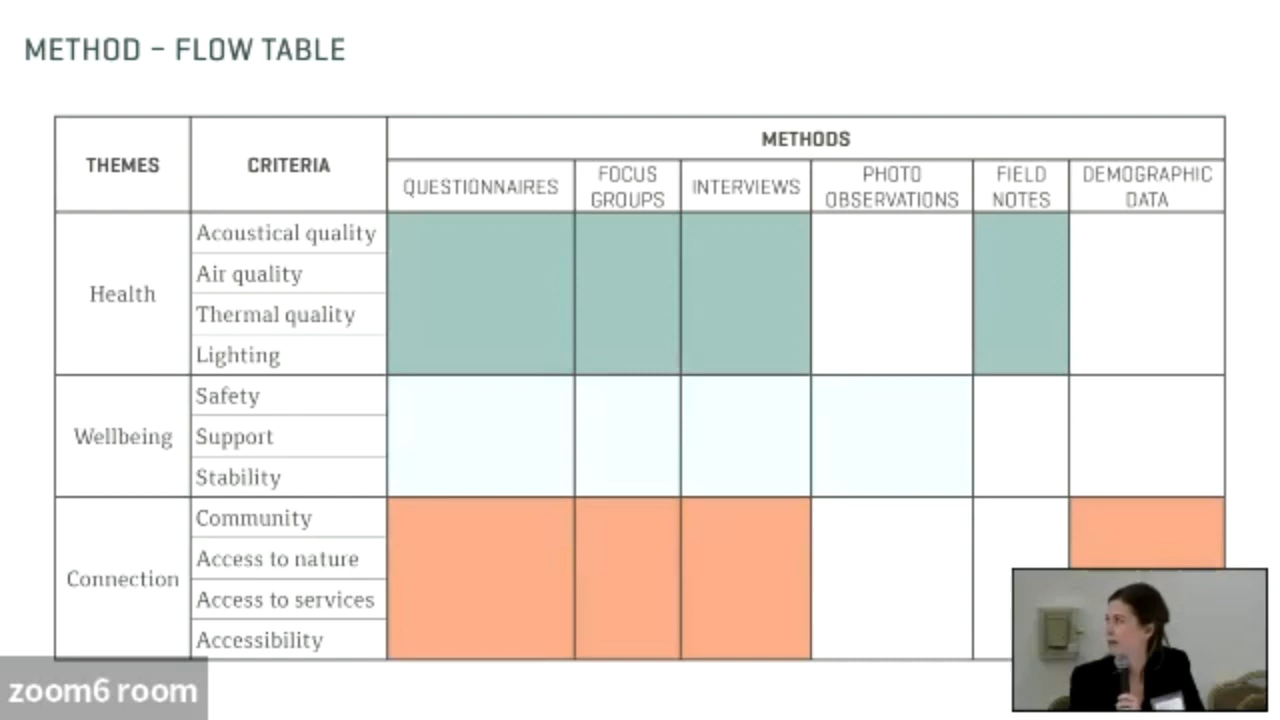 METHOD – FLOW TABLE
THEMES
CRITERIA
METHODS
QUESTIONNAIRES
FOCUS
GROUPS
INTERVIEWS
PHOTO
OBSERVATIONS
FIELD
NOTES
DEMOGRAPHIC
DATA
Health
Acoustical quality
Air quality
Thermal quality
Lighting
Wellbeing
Safety
Support
Stability
Connection
Community
Access to nature
Access to services
Accessibility
zoom6 room